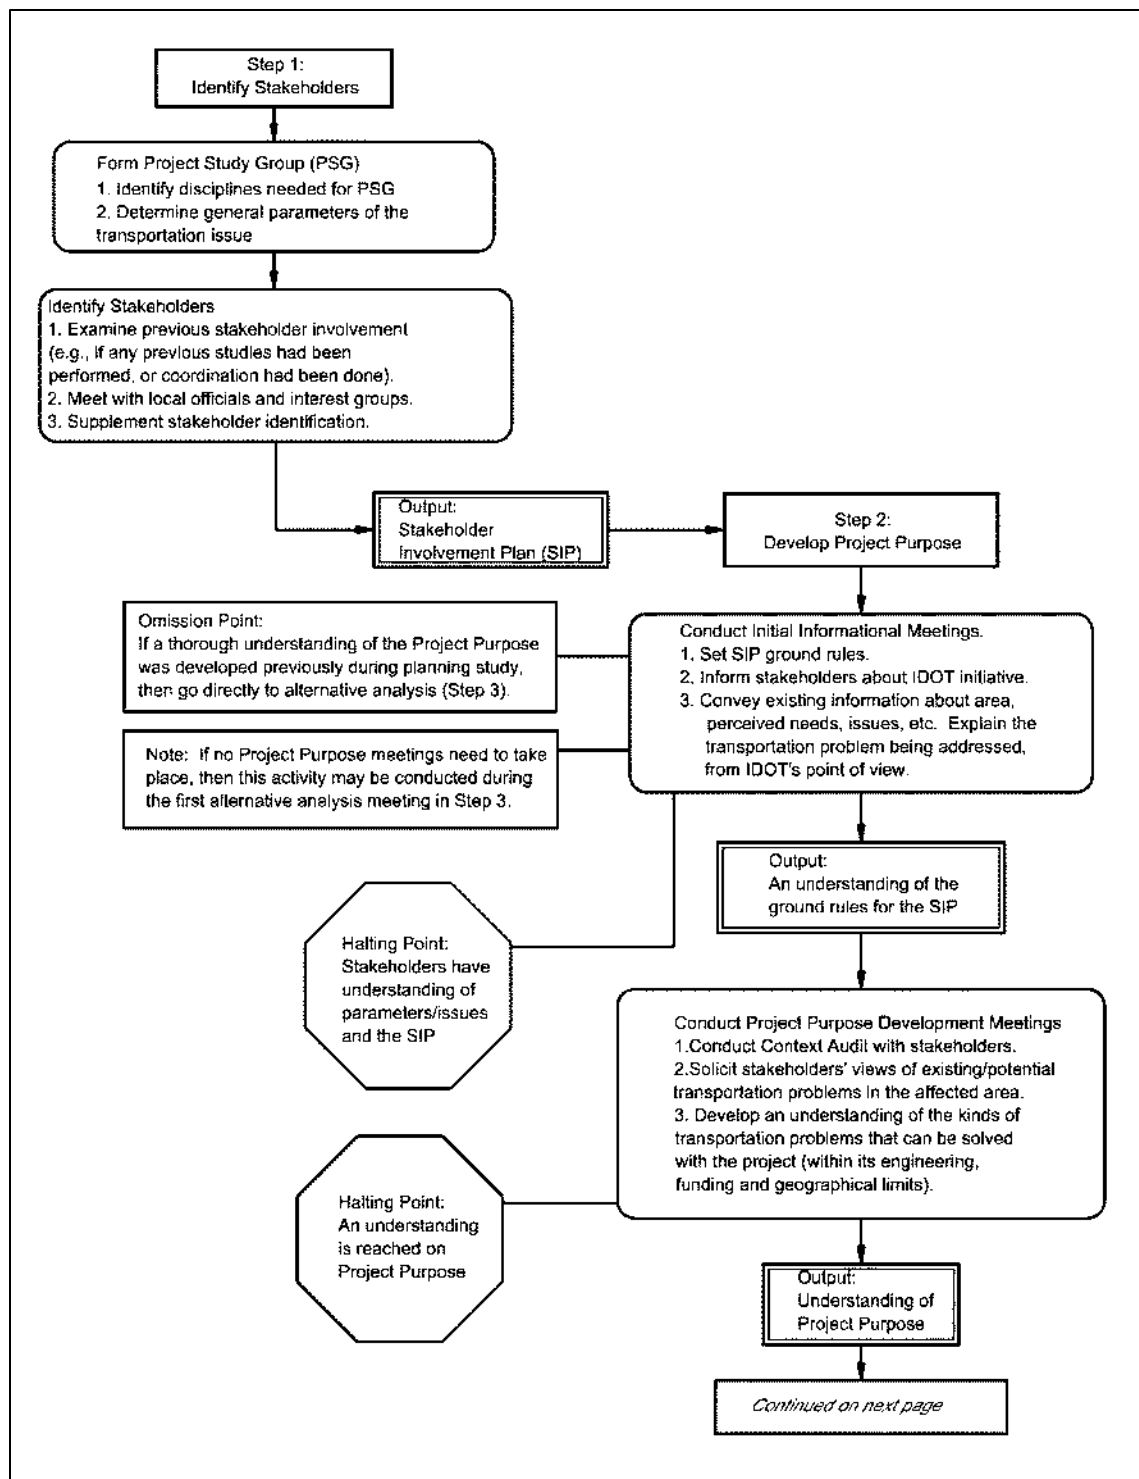 Step 1:
Identify Stakeholders
Form Project Study Group (PSG)
1. Identify disciplines needed for PSG
2. Determine general parameters of the
transportation issue
Identify Stakeholders
1. Examine previous stakeholder involvement
(e.g., if any previous studies had been
performed, or coordination had been done).
2. Meet with local officials and interest groups.
3. Supplement stakeholder identification.
Output:
Stakeholder
Involvement Plan (SIP)
Step 2:
Develop Project Purpose
Omission Point:
If a thorough understanding of the Project Purpose
was developed previously during planning study,
then go directly to alternative analysis (Step 3).
Conduct Initial Informational Meetings.
1. Set SIP ground rules.
2. Inform stakeholders about IDOT initiative.
3. Convey existing information about area,
perceived needs, issues, etc. Explain the
transportation problem being addressed,
from IDOT's point of view.
Note: If no Project Purpose meetings need to take
place, then this activity may be conducted during
the first alternative analysis meeting in Step 3.
Output:
An understanding of the
ground rules for the SIP
Halting Point:
Stakeholders have
understanding of
parameters/issues
and the SIP
Conduct Project Purpose Development Meetings
1.Conduct Context Audit with stakeholders.
2.Solicit stakeholders' views of existing/potential
transportation problems in the affected area.
3. Develop an understanding of the kinds of
transportation problems that can be solved
with the project (within its engineering,
funding and geographical limits).
Halting Point:
An understanding
is reached on
Project Purpose
Output:
Understanding of
Project Purpose
Continued on next page